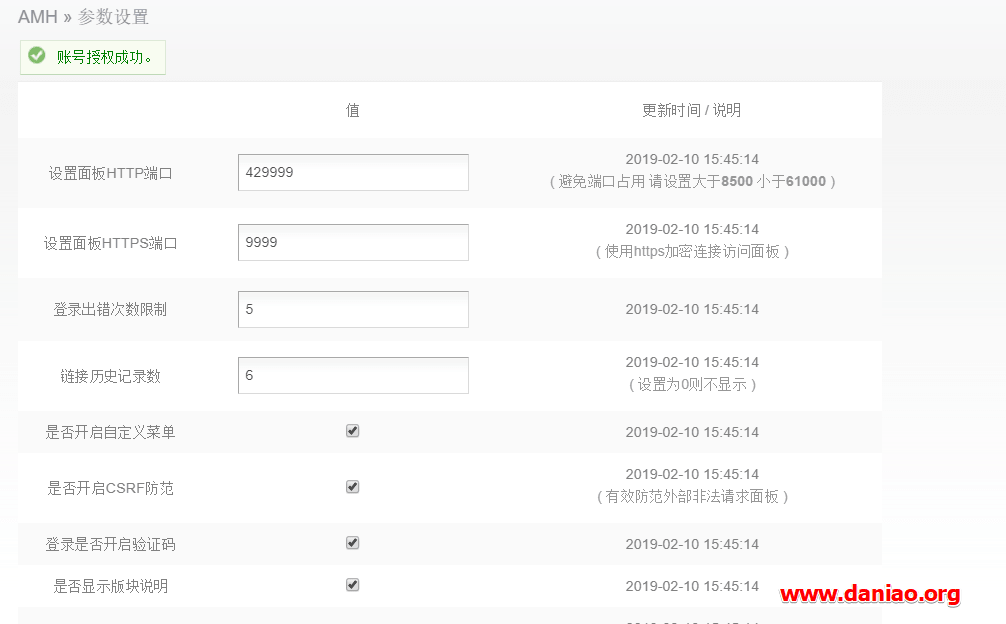 AMH » 参数设置
账号授权成功。
值 更新时间 / 说明
设置面板HTTP端口 429999 2019-02-10 15:45:14
( 避免端口占用 请设置大于8500 小于61000 )
设置面板HTTPS端口 9999 2019-02-10 15:45:14
( 使用https加密连接访问面板 )
登录出错次数限制 5 2019-02-10 15:45:14
链接历史记录数 6 2019-02-10 15:45:14
( 设置为0则不显示 )
是否开启自定义菜单 2019-02-10 15:45:14
是否开启CSRF防范 2019-02-10 15:45:14
( 有效防范外部非法请求面板 )
登录是否开启验证码 2019-02-10 15:45:14
是否显示版块说明 2019-02-10 15:45:14
www.daniao.org